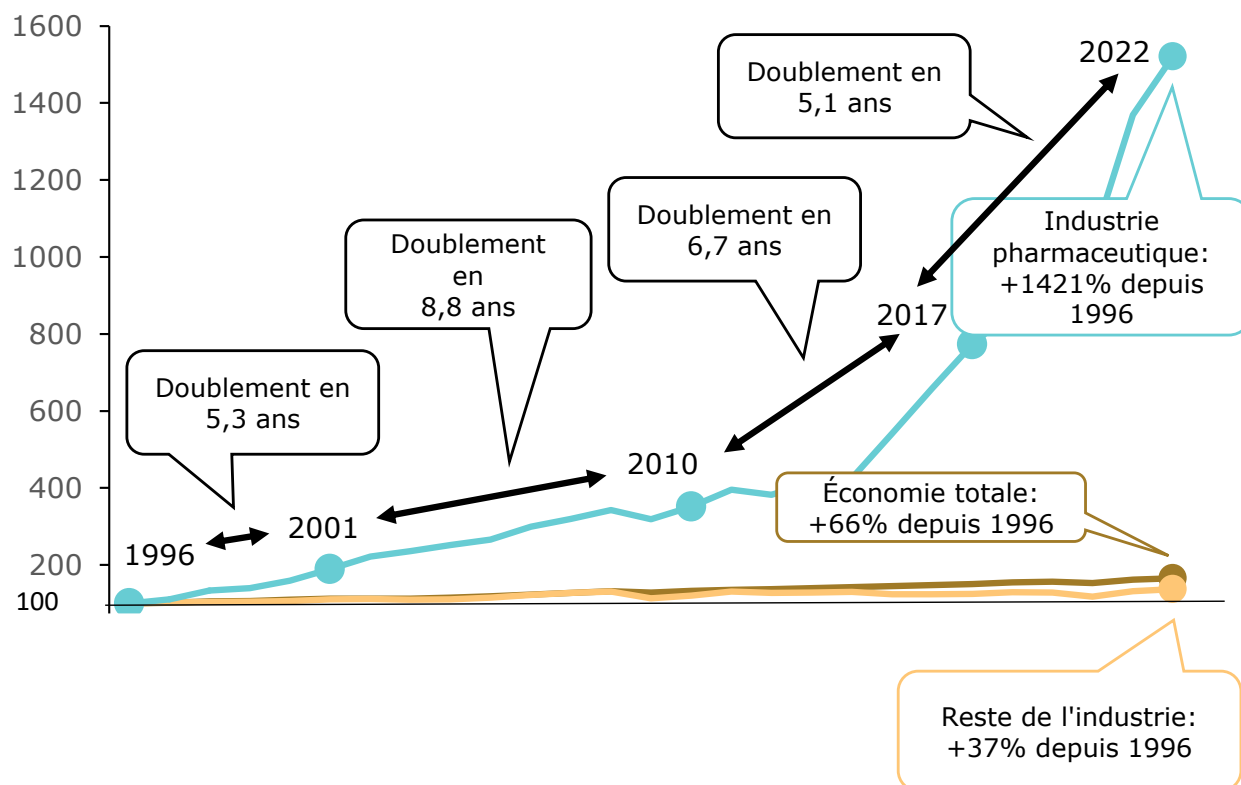 1600
1400
1200
1000
800
600
400
200
100
Doublement en
5,3 ans
1996
2001
Doublement
en
8,8 ans
2010
Doublement en
6,7 ans
2017
Doublement en
5,1 ans
2022
Industrie
pharmaceutique:
+1421% depuis
1996
Économie totale:
+66% depuis 1996
Reste de l'industrie:
+37% depuis 1996